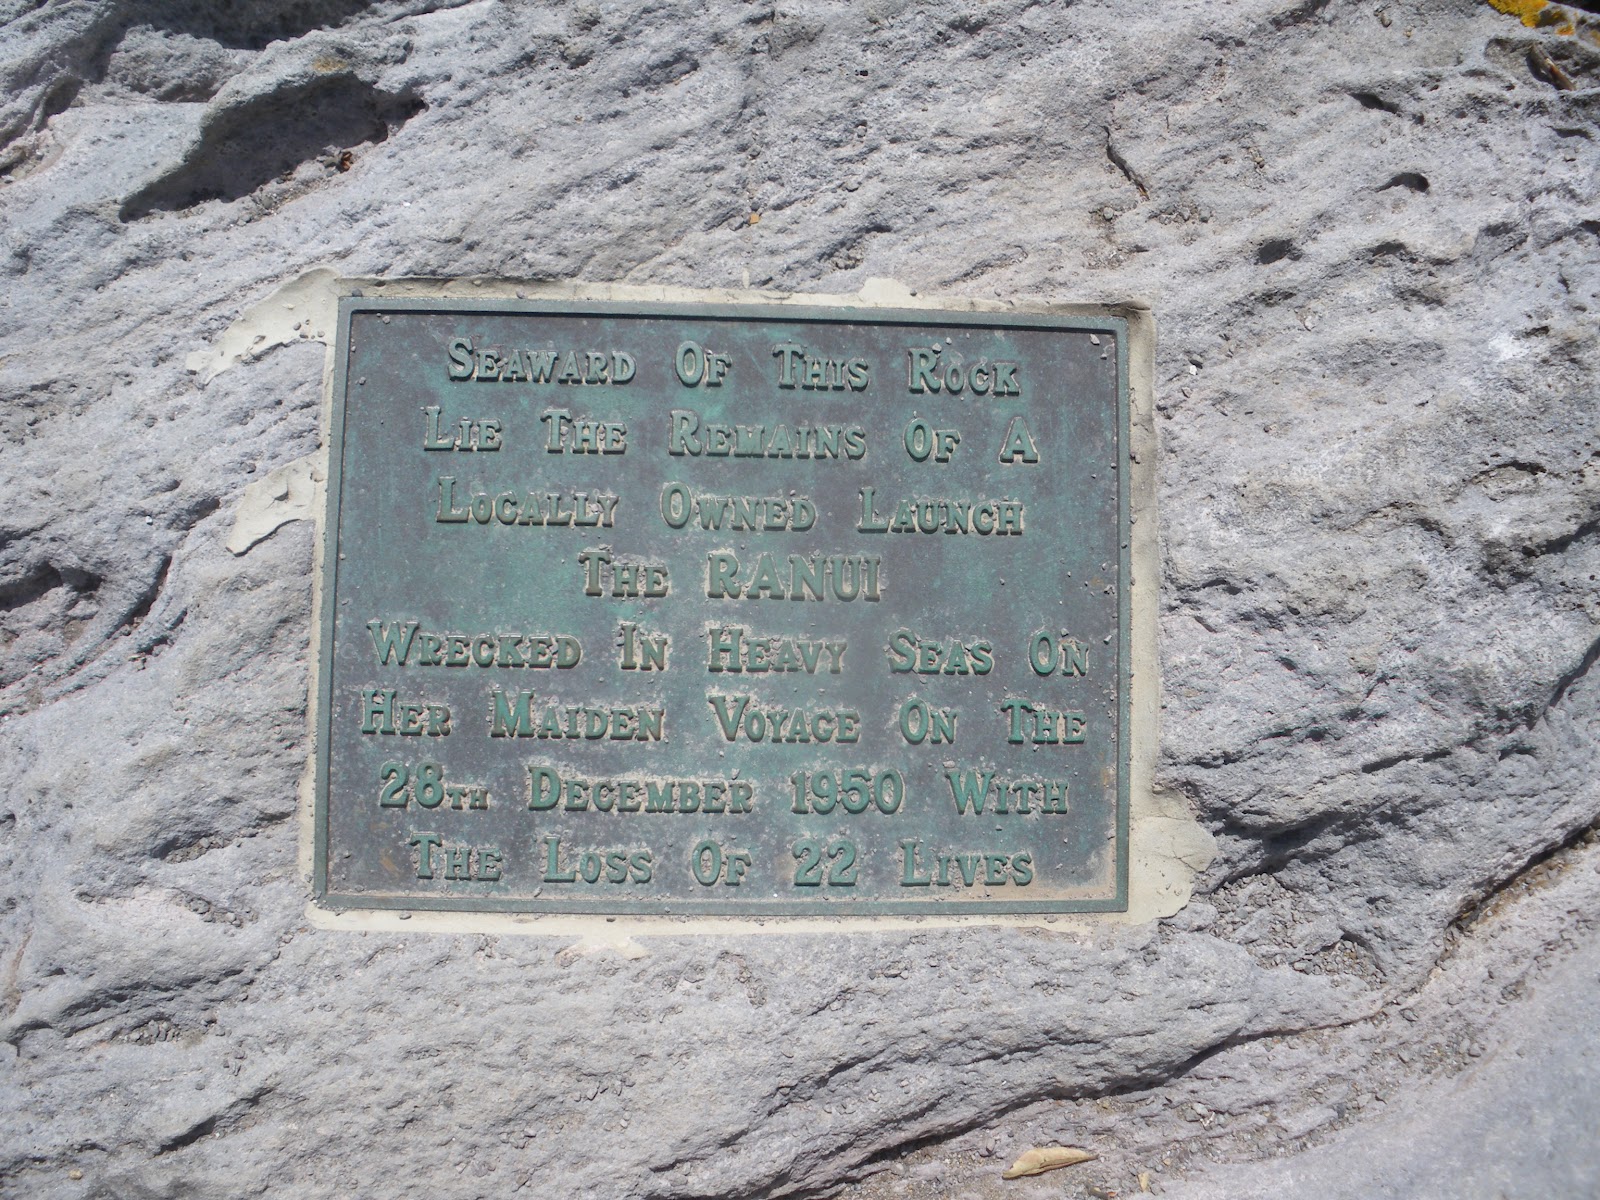 Seaward Of This Rock
Lie The Remains Of A
Locally Owned Launch
The RANUI
Wrecked In Heavy Seas On
Her Maiden Voyage On The
28th December 1950 With
The Loss Of 22 Lives